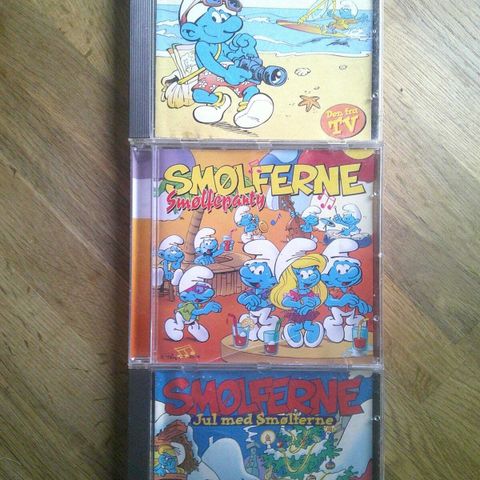 Den fra
TV
SMØLFERNE
Smølfeparty
SMØLFERNE
Jul med Smølferne